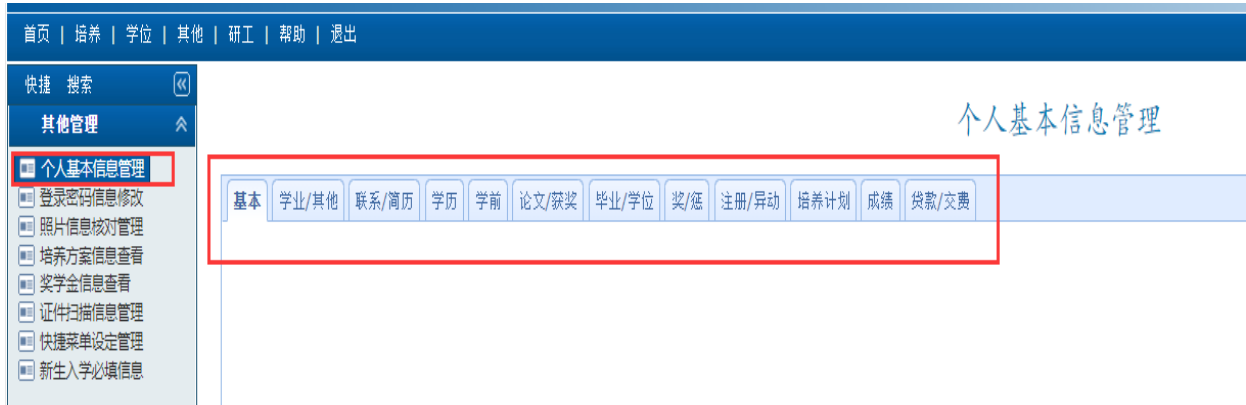 首页 | 培养 | 学位 | 其他 | 研工 | 帮助 | 退出
快捷 搜索
其他管理
个人基本信息管理
登录密码信息修改
照片信息核对管理
培养方案信息查看
奖学金信息查看
证件扫描信息管理
快捷菜单设定管理
新生入学必填信息
个人基本信息管理
基本 学业/其他 联系/简历 学历 学前 论文/获奖 毕业/学位 奖/惩 注册/异动 培养计划 成绩 贷款/交费